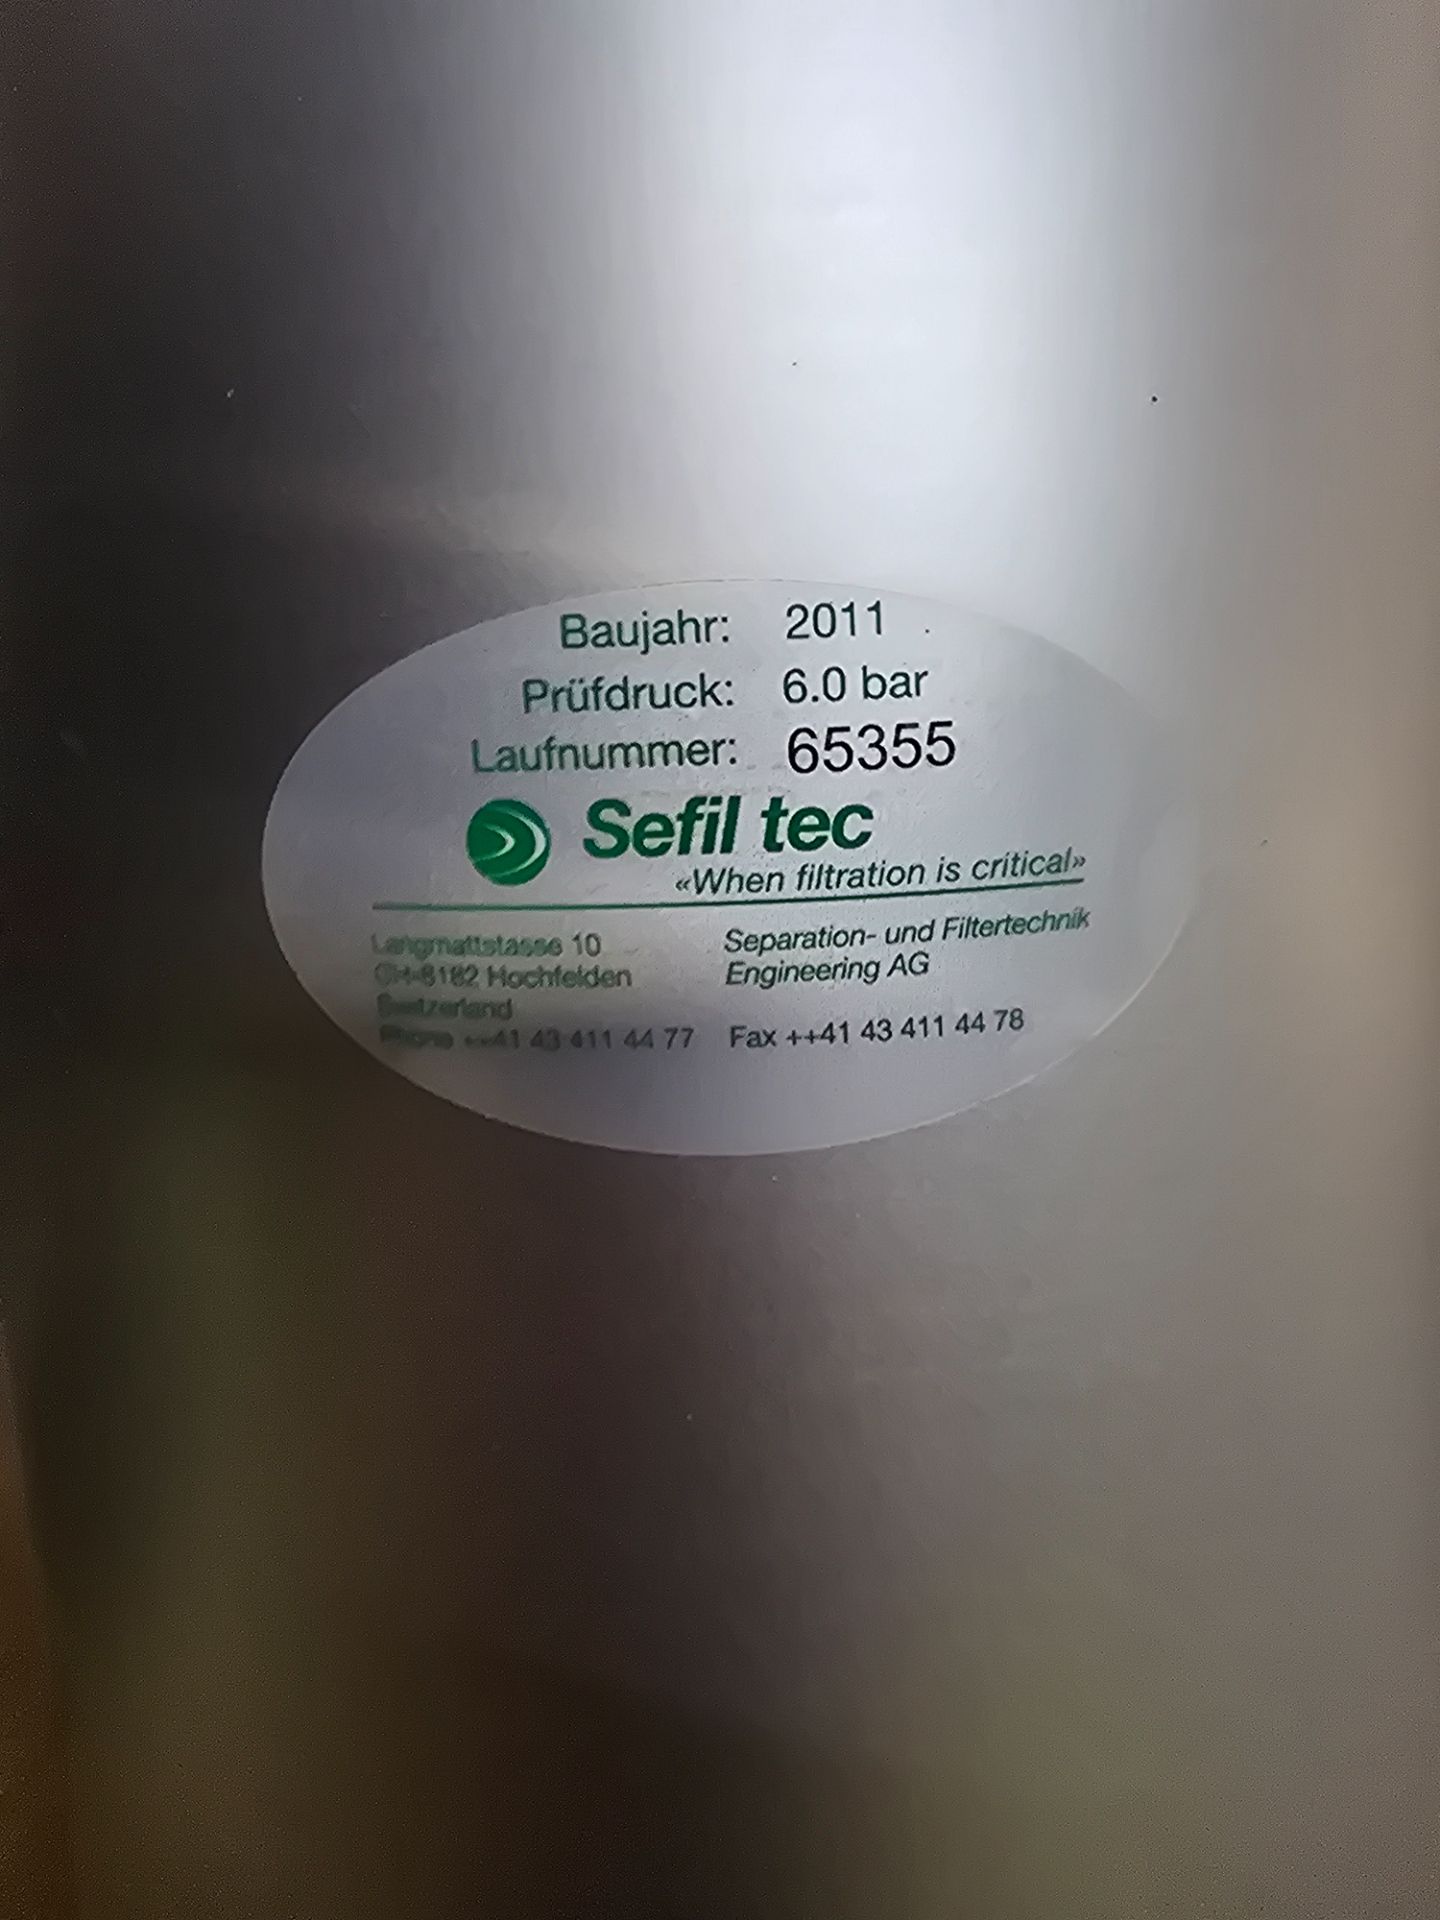 Baujahr: 2011
Prüfdruck: 6.0 bar
Laufnummer: 65355
Sefil tec
«When filtration is critical»
Langmattstasse 10
CH-8182 Hochfelden
Switzerland
Phone ++41 43 411 44 77
Separation- und Filtertechnik
Engineering AG
Fax ++41 43 411 44 78